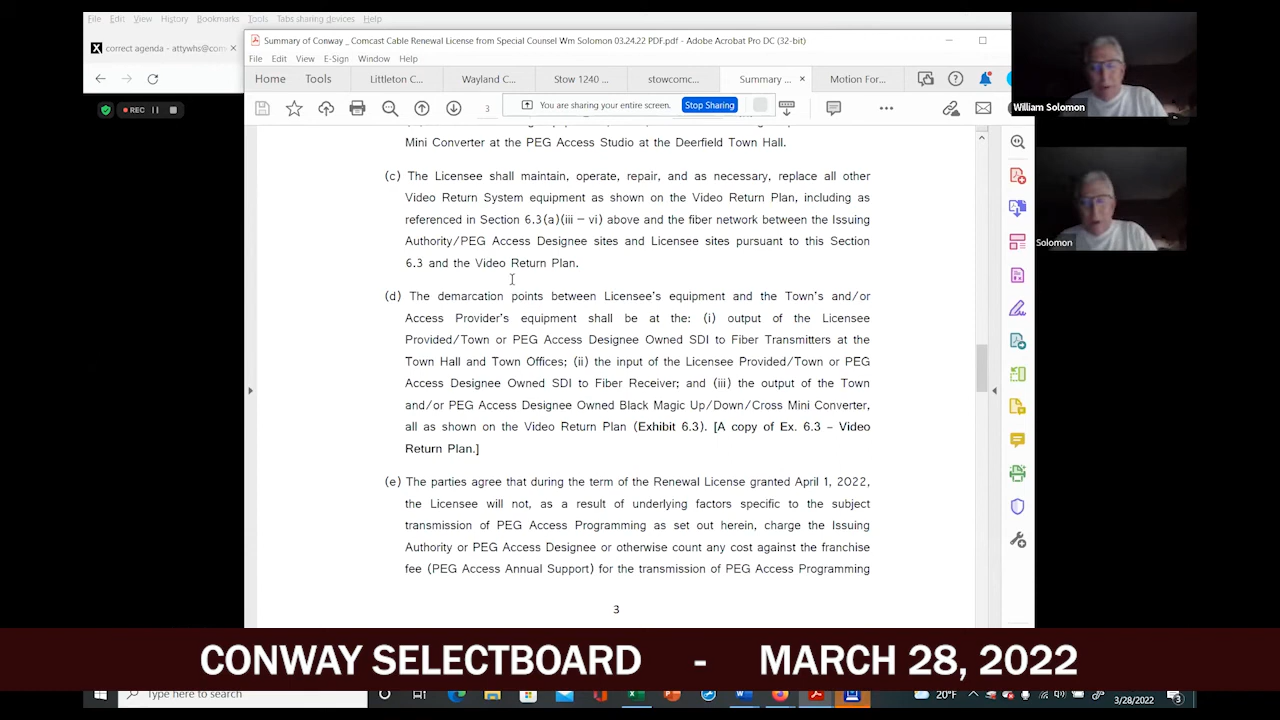 File Edit View History Bookmarks Tools Tabs sharing devices Help
Summary of Conway _ Comcast Cable Renewal License from Special Counsel Wm Solomon 03.24.22 PDF.pdf - Adobe Acrobat Pro DC (32-bit)
X correct agenda - attywhs@com
File Edit View E-Sign Window Help
Home Tools Littleton C... Wayland C... Stow 1240 ... stowcomc... Summary ... Motion For...
3 You are sharing your entire screen. Stop Sharing
REC
William Solomon
Solomon
Mini Converter at the PEG Access Studio at the Deerfield Town Hall.
(c) The Licensee shall maintain, operate, repair, and as necessary, replace all other
Video Return System equipment as shown on the Video Return Plan, including as
referenced in Section 6.3(a)(iii – vi) above and the fiber network between the Issuing
Authority/PEG Access Designee sites and Licensee sites pursuant to this Section
6.3 and the Video Return Plan.
(d) The demarcation points between Licensee's equipment and the Town's and/or
Access Provider's equipment shall be at the: (i) output of the Licensee
Provided/Town or PEG Access Designee Owned SDI to Fiber Transmitters at the
Town Hall and Town Offices; (ii) the input of the Licensee Provided/Town or PEG
Access Designee Owned SDI to Fiber Receiver; and (iii) the output of the Town
and/or PEG Access Designee Owned Black Magic Up/Down/Cross Mini Converter,
all as shown on the Video Return Plan (Exhibit 6.3). [A copy of Ex. 6.3 – Video
Return Plan.]
(e) The parties agree that during the term of the Renewal License granted April 1, 2022,
the Licensee will not, as a result of underlying factors specific to the subject
transmission of PEG Access Programming as set out herein, charge the Issuing
Authority or PEG Access Designee or otherwise count any cost against the franchise
fee (PEG Access Annual Support) for the transmission of PEG Access Programming
3
CONWAY SELECTBOARD - MARCH 28, 2022
Type here to search
20°F
3/28/2022
3